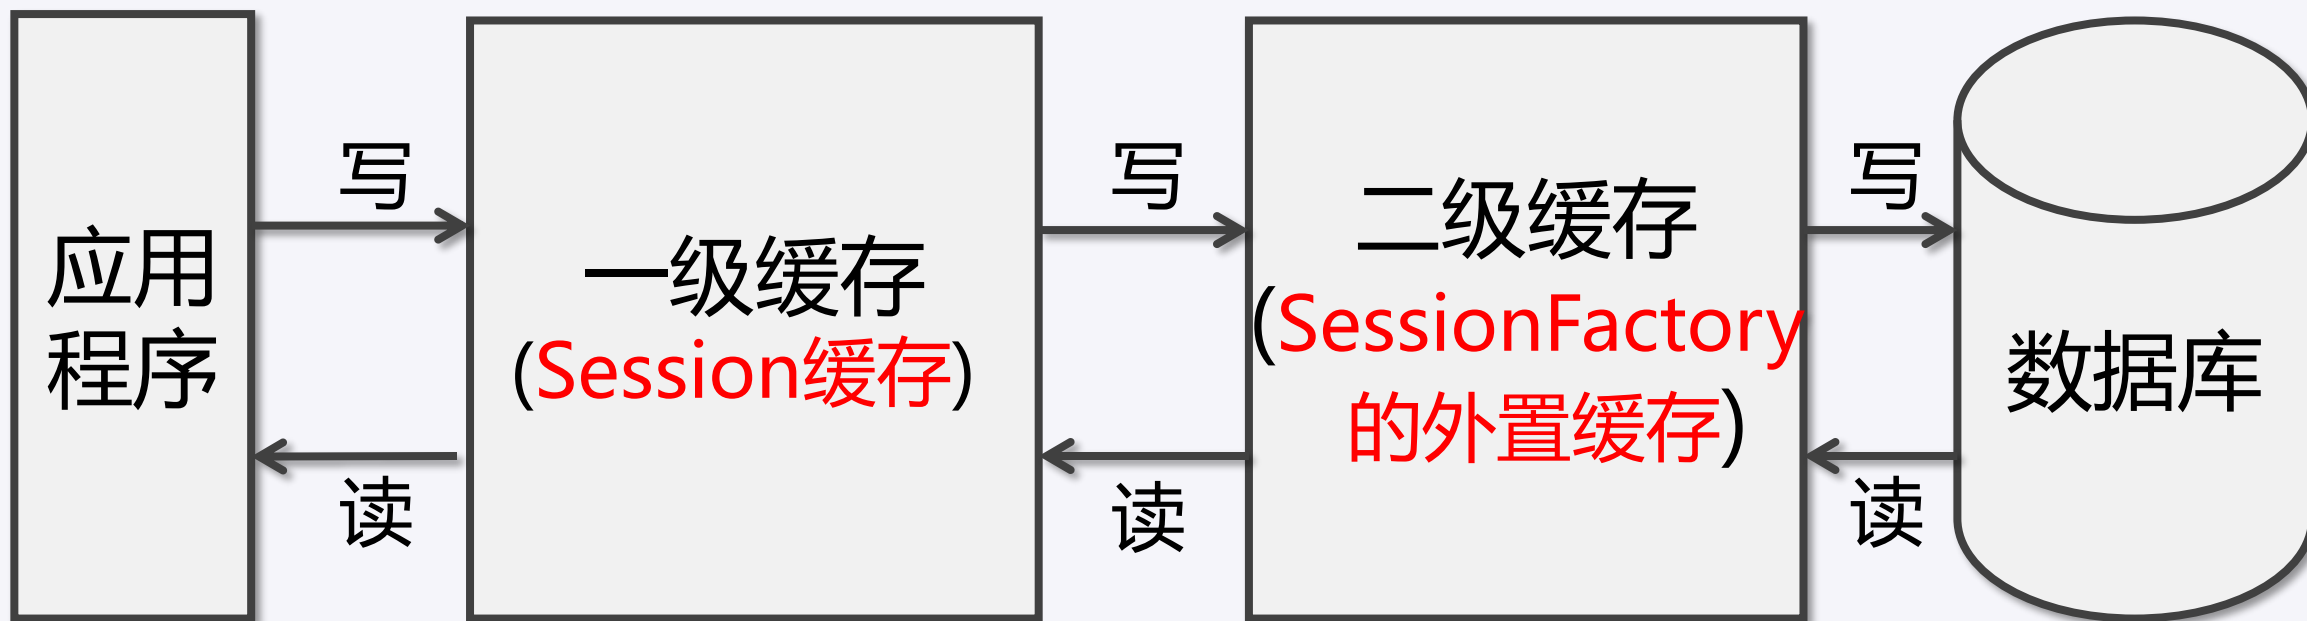 应用
程序
写
读
一级缓存
(Session缓存)
写
读
二级缓存
(SessionFactory
的外置缓存)
写
读
数据库